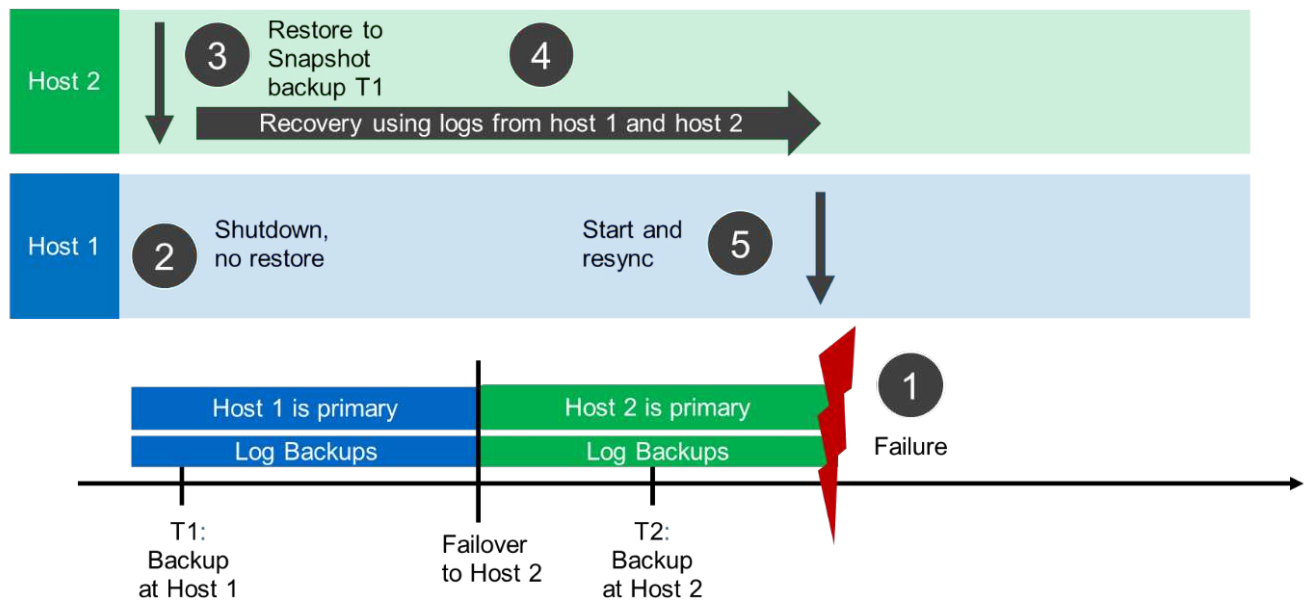 Host 2
3
Restore to
Snapshot
backup T1
4
Recovery using logs from host 1 and host 2
Host 1
2
Shutdown,
no restore
Start and
resync
5
1
Failure
Host 1 is primary
Host 2 is primary
Log Backups
Log Backups
T1:
Backup
at Host 1
Failover
to Host 2
T2:
Backup
at Host 2